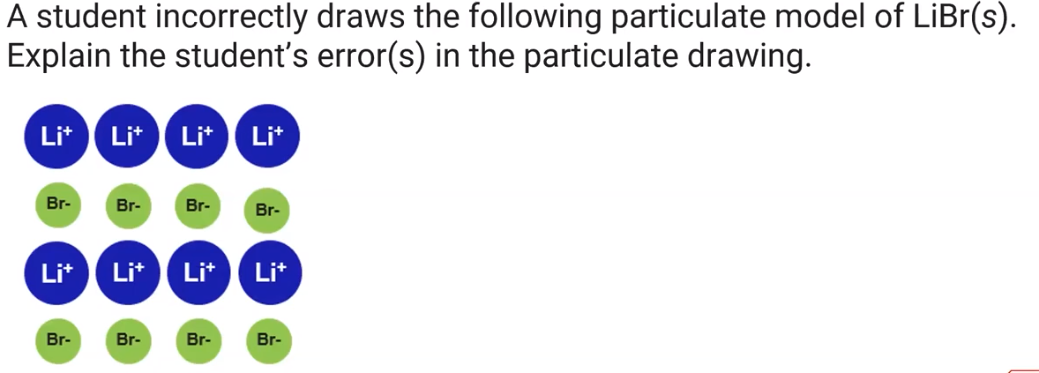 A student incorrectly draws the following particulate model of LiBr(s).
Explain the student's error(s) in the particulate drawing.
Li⁺ Li⁺ Li⁺ Li⁺
Br- Br- Br- Br-
Li⁺ Li⁺ Li⁺ Li⁺
Br- Br- Br- Br-